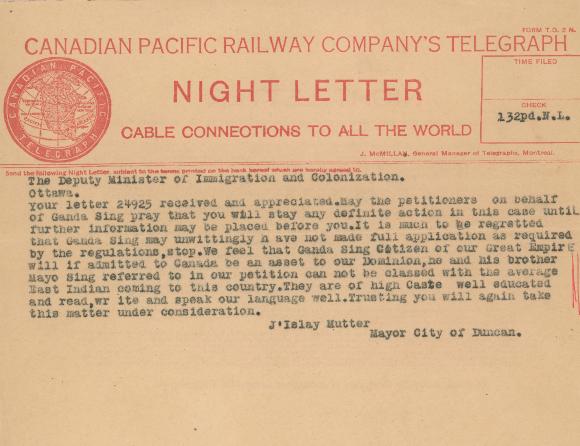 FORM T.D. 2 N.
CANADIAN PACIFIC RAILWAY COMPANY'S TELEGRAPH
TIME FILED
CANADIAN PACIFIC
TELEGRAPH
NIGHT LETTER
CHECK
132pd.N.L.
CABLE CONNECTIONS TO ALL THE WORLD
J. McMILLAN, General Manager of Telegraphs, Montreal.
Send the following Night Letter, subject to the terms printed on the back hereof which are hereby agreed to.
The Deputy Minister of Immigration and Colonization.
Ottawa.
Your letter 24925 received and appreciated.May the petitioners on behalf
of Ganda Sing pray that you will stay any definite action in this case until
further information may be placed before you.It is much to be regretted
that Ganda Sing may unwittingly h ave not made full application as required
by the regulations,stop.We feel that Ganda Sing Citizen of our Great Empire
will if admitted to Canada be an asset to our Dominion,he and his brother
Mayo Sing referred to in our petition can not be classed with the average
East Indian coming to this country.They are of high Caste well educated
and read,wr ite and speak our language well.Trusting you will again take
this matter under consideration.
J'Islay Mutter
Mayor City of Duncan.